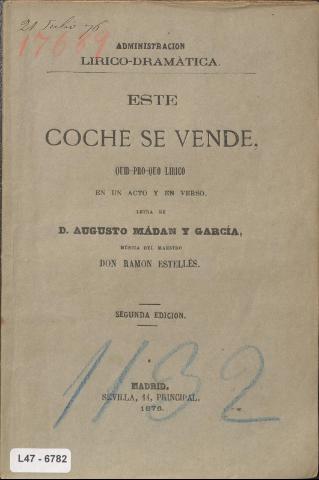 21 Julio 76
17669
ADMINISTRACION
LÍRICO-DRAMÁTICA.
ESTE
COCHE SE VENDE,
QUID-PRO-QUO LIRICO
EN UN ACTO Y EN VERSO,
LETRA DE
D. AUGUSTO MÁDAN Y GARCÍA,
MÚSICA DEL MAESTRO
DON RAMON ESTELLÉS.
SEGUNDA EDICION.
1132
MADRID.
SEVILLA, 14, PRINCIPAL.
1876.
L47 - 6782